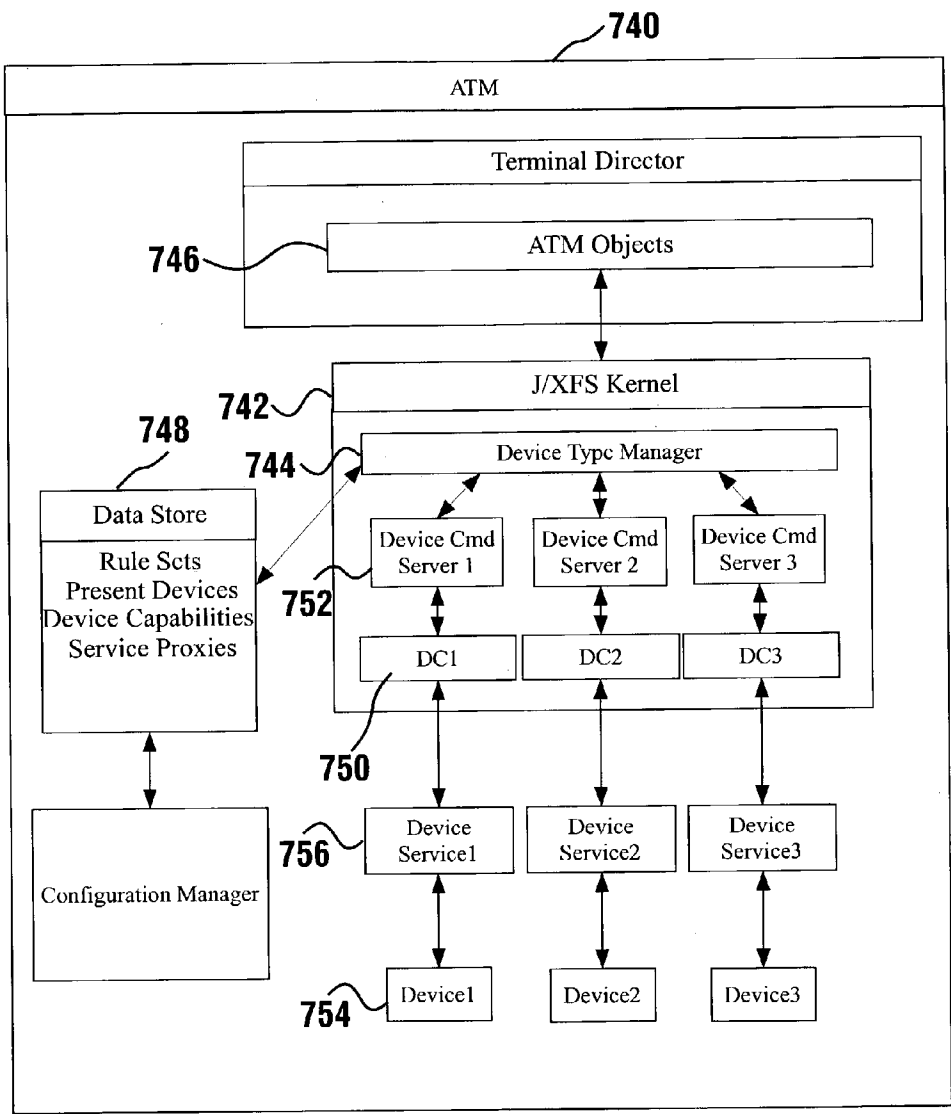 740
ATM
Terminal Director
746
ATM Objects
742
J/XFS Kernel
748
744
Device Type Manager
Data Store
Rule Sets
Present Devices
Device Capabilities
Service Proxies
752
Device Cmd
Server 1
Device Cmd
Server 2
Device Cmd
Server 3
DC1
DC2
DC3
750
756
Device
Service1
Device
Service2
Device
Service3
Configuration Manager
754
Device1
Device2
Device3